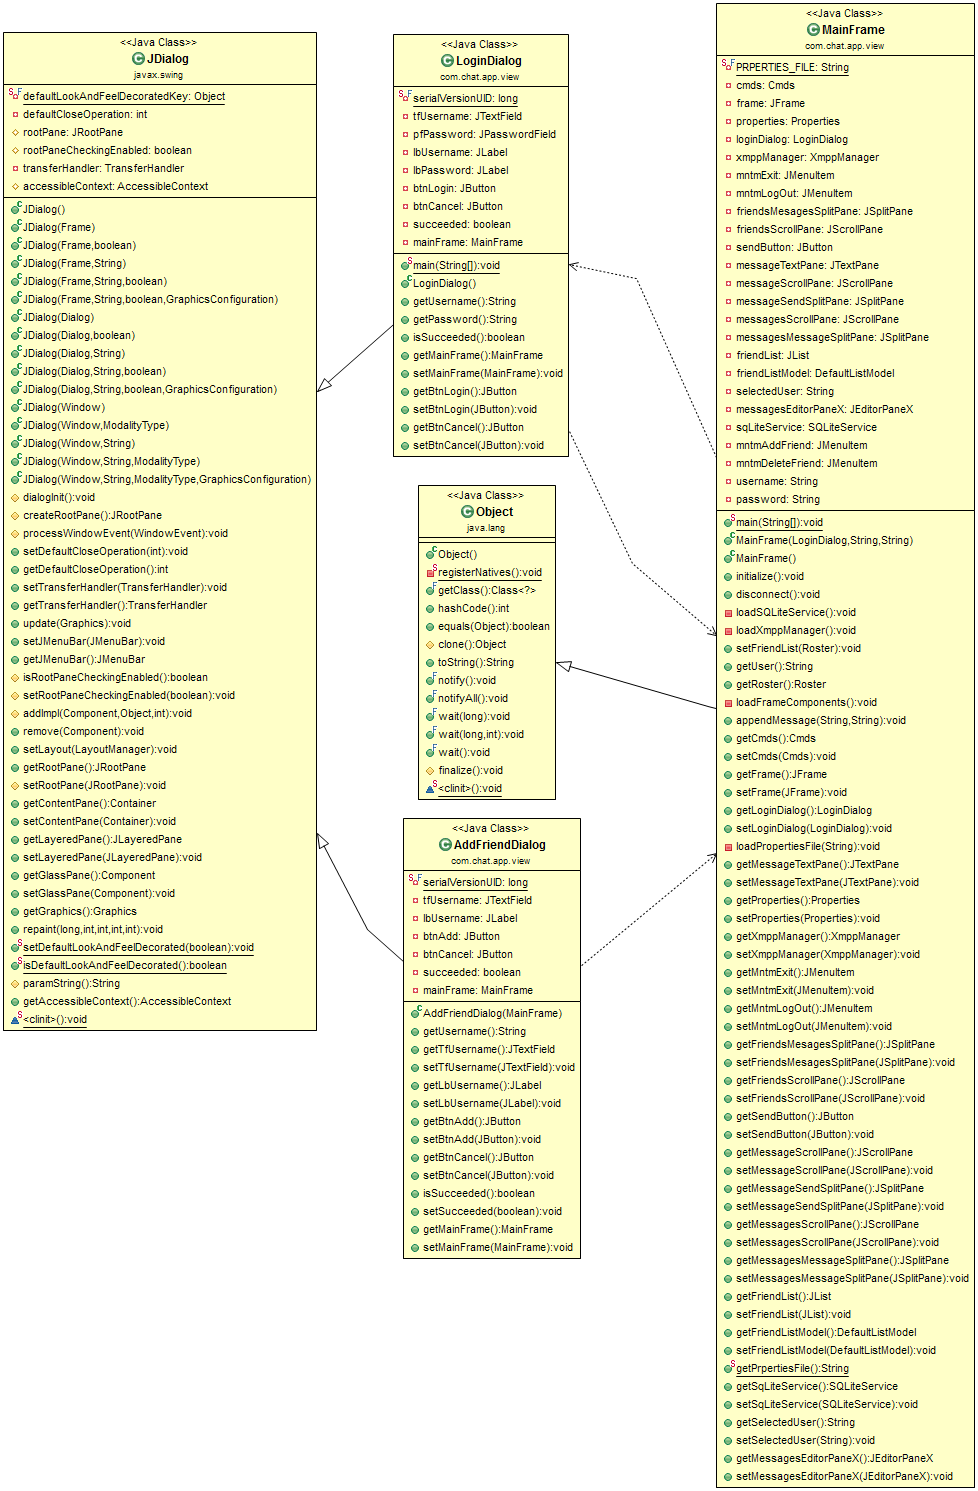 <<Java Class>>
JDialog
javax.swing
defaultLookAndFeelDecoratedKey: Object
defaultCloseOperation: int
rootPane: JRootPane
rootPaneCheckingEnabled: boolean
transferHandler: TransferHandler
accessibleContext: AccessibleContext
JDialog()
JDialog(Frame)
JDialog(Frame,boolean)
JDialog(Frame,String)
JDialog(Frame,String,boolean)
JDialog(Frame,String,boolean,GraphicsConfiguration)
JDialog(Dialog)
JDialog(Dialog,boolean)
JDialog(Dialog,String)
JDialog(Dialog,String,boolean)
JDialog(Dialog,String,boolean,GraphicsConfiguration)
JDialog(Window)
JDialog(Window,ModalityType)
JDialog(Window,String)
JDialog(Window,String,ModalityType)
JDialog(Window,String,ModalityType,GraphicsConfiguration)
dialogInit():void
createRootPane():JRootPane
processWindowEvent(WindowEvent):void
setDefaultCloseOperation(int):void
getDefaultCloseOperation():int
setTransferHandler(TransferHandler):void
getTransferHandler():TransferHandler
update(Graphics):void
setJMenuBar(JMenuBar):void
getJMenuBar():JMenuBar
isRootPaneCheckingEnabled():boolean
setRootPaneCheckingEnabled(boolean):void
addImpl(Component,Object,int):void
remove(Component):void
setLayout(LayoutManager):void
getRootPane():JRootPane
setRootPane(JRootPane):void
getContentPane():Container
setContentPane(Container):void
getLayeredPane():JLayeredPane
setLayeredPane(JLayeredPane):void
getGlassPane():Component
setGlassPane(Component):void
getGraphics():Graphics
repaint(long,int,int,int,int):void
setDefaultLookAndFeelDecorated(boolean):void
isDefaultLookAndFeelDecorated():boolean
paramString():String
getAccessibleContext():AccessibleContext
<clinit>():void
<<Java Class>>
LoginDialog
com.chat.app.view
serialVersionUID: long
tfUsername: JTextField
pfPassword: JPasswordField
lbUsername: JLabel
lbPassword: JLabel
btnLogin: JButton
btnCancel: JButton
succeeded: boolean
mainFrame: MainFrame
main(String[]):void
LoginDialog()
getUsername():String
getPassword():String
isSucceeded():boolean
getMainFrame():MainFrame
setMainFrame(MainFrame):void
getBtnLogin():JButton
setBtnLogin(JButton):void
getBtnCancel():JButton
setBtnCancel(JButton):void
<<Java Class>>
Object
java.lang
Object()
registerNatives():void
getClass():Class<?>
hashCode():int
equals(Object):boolean
clone():Object
toString():String
notify():void
notifyAll():void
wait(long):void
wait(long,int):void
wait():void
finalize():void
<clinit>():void
<<Java Class>>
AddFriendDialog
com.chat.app.view
serialVersionUID: long
tfUsername: JTextField
lbUsername: JLabel
btnAdd: JButton
btnCancel: JButton
succeeded: boolean
mainFrame: MainFrame
AddFriendDialog(MainFrame)
getUsername():String
getTfUsername():JTextField
setTfUsername(JTextField):void
getLbUsername():JLabel
setLbUsername(JLabel):void
getBtnAdd():JButton
setBtnAdd(JButton):void
getBtnCancel():JButton
setBtnCancel(JButton):void
isSucceeded():boolean
setSucceeded(boolean):void
getMainFrame():MainFrame
setMainFrame(MainFrame):void
<<Java Class>>
MainFrame
com.chat.app.view
PRPERTIES_FILE: String
cmds: Cmds
frame: JFrame
properties: Properties
loginDialog: LoginDialog
xmppManager: XmppManager
mntmExit: JMenuItem
mntmLogOut: JMenuItem
friendsMesagesSplitPane: JSplitPane
friendsScrollPane: JScrollPane
sendButton: JButton
messageTextPane: JTextPane
messageScrollPane: JScrollPane
messageSendSplitPane: JSplitPane
messagesScrollPane: JScrollPane
messagesMessageSplitPane: JSplitPane
friendList: JList
friendListModel: DefaultListModel
selectedUser: String
messagesEditorPaneX: JEditorPaneX
sqLiteService: SQLiteService
mntmAddFriend: JMenuItem
mntmDeleteFriend: JMenuItem
username: String
password: String
main(String[]):void
MainFrame(LoginDialog,String,String)
MainFrame()
initialize():void
disconnect():void
loadSQLiteService():void
loadXmppManager():void
setFriendList(Roster):void
getUser():String
getRoster():Roster
loadFrameComponents():void
appendMessage(String,String):void
getCmds():Cmds
setCmds(Cmds):void
getFrame():JFrame
setFrame(JFrame):void
getLoginDialog():LoginDialog
setLoginDialog(LoginDialog):void
loadPropertiesFile(String):void
getMessageTextPane():JTextPane
setMessageTextPane(JTextPane):void
getProperties():Properties
setProperties(Properties):void
getXmppManager():XmppManager
setXmppManager(XmppManager):void
getMntmExit():JMenuItem
setMntmExit(JMenuItem):void
getMntmLogOut():JMenuItem
setMntmLogOut(JMenuItem):void
getFriendsMesagesSplitPane():JSplitPane
setFriendsMesagesSplitPane(JSplitPane):void
getFriendsScrollPane():JScrollPane
setFriendsScrollPane(JScrollPane):void
getSendButton():JButton
setSendButton(JButton):void
getMessageScrollPane():JScrollPane
setMessageScrollPane(JScrollPane):void
getMessageSendSplitPane():JSplitPane
setMessageSendSplitPane(JSplitPane):void
getMessagesScrollPane():JScrollPane
setMessagesScrollPane(JScrollPane):void
getMessagesMessageSplitPane():JSplitPane
setMessagesMessageSplitPane(JSplitPane):void
getFriendList():JList
setFriendList(JList):void
getFriendListModel():DefaultListModel
setFriendListModel(DefaultListModel):void
getPrpertiesFile():String
getSqLiteService():SQLiteService
setSqLiteService(SQLiteService):void
getSelectedUser():String
setSelectedUser(String):void
getMessagesEditorPaneX():JEditorPaneX
setMessagesEditorPaneX(JEditorPaneX):void